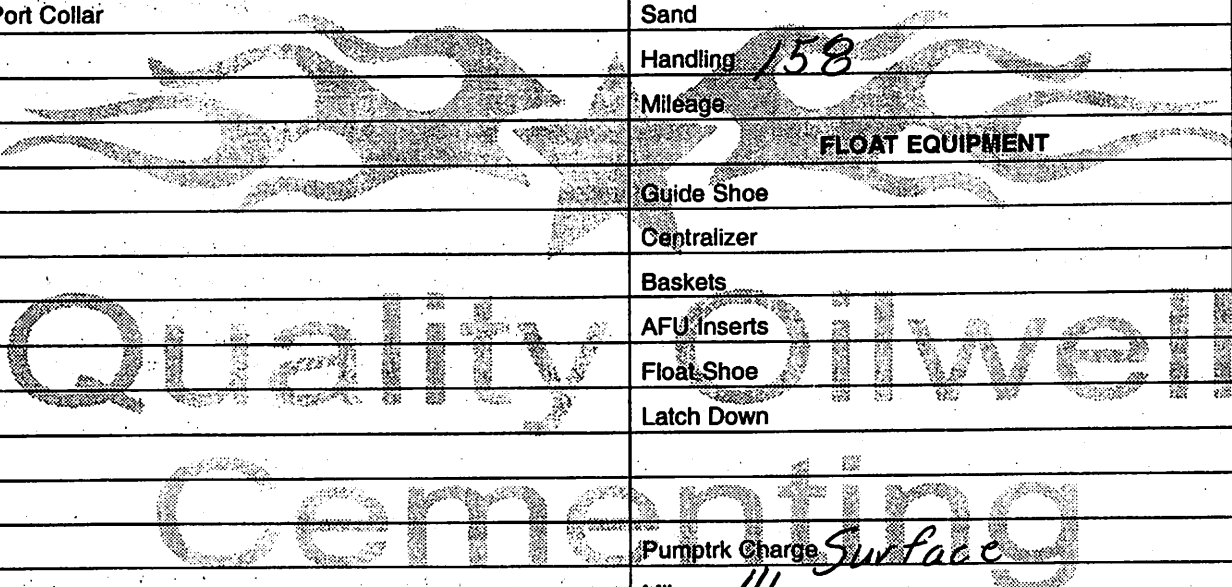 Port Collar
Sand
Handling 158
Mileage
FLOAT EQUIPMENT
Guide Shoe
Centralizer
Baskets
AFU Inserts
Float Shoe
Latch Down
Quality Oilwell
Cementing
Pumptrk Charge Surface